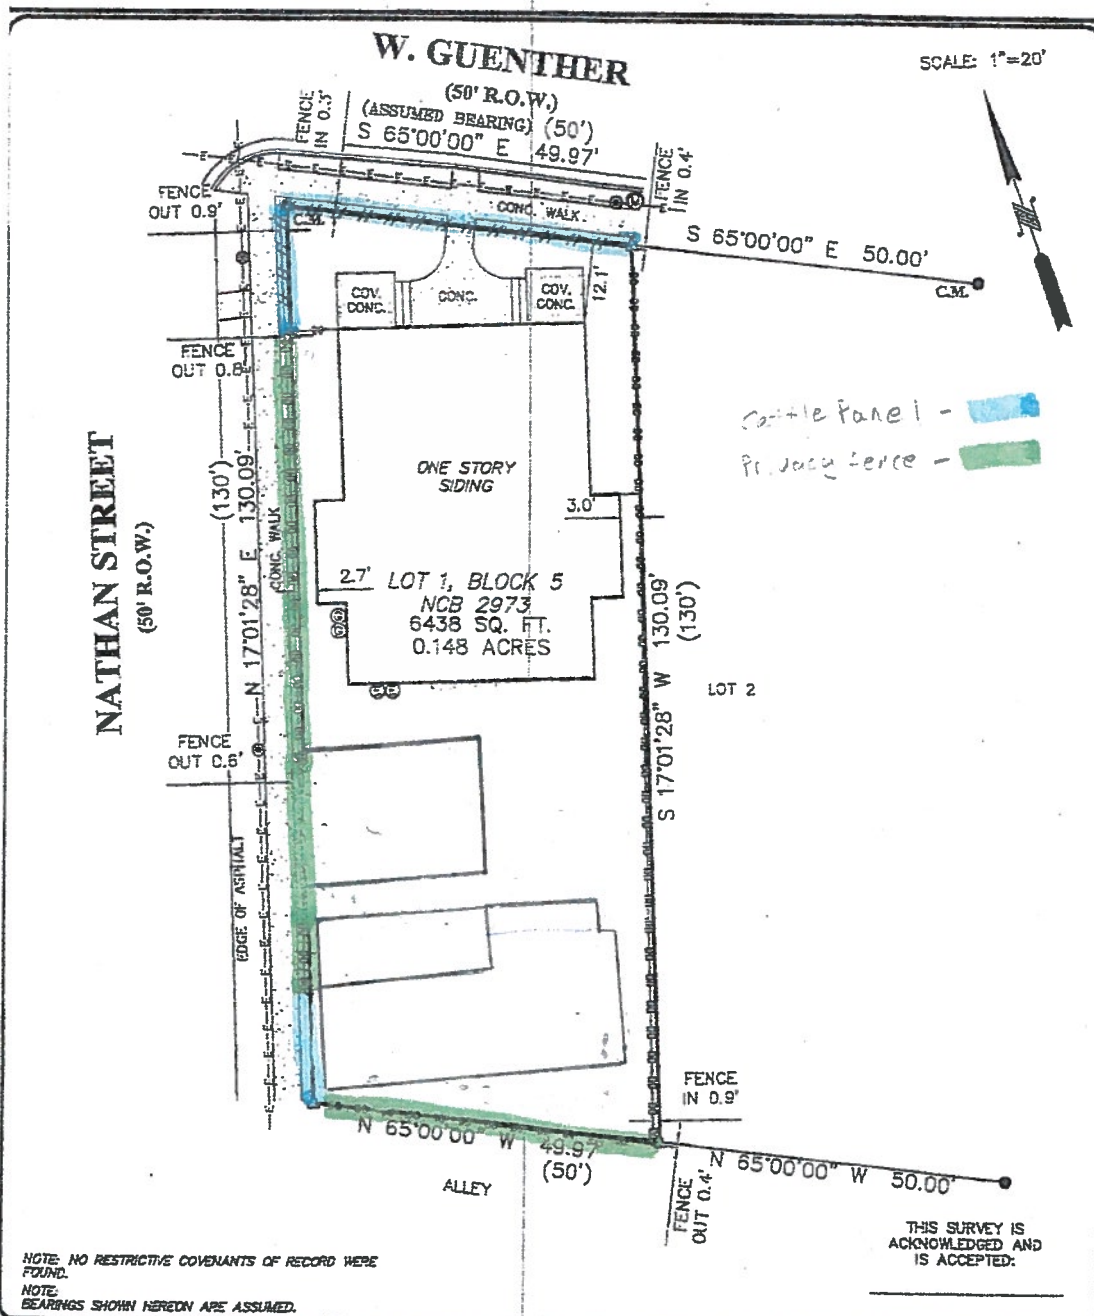 W. GUENTHER
(50' R.O.W.)
(ASSUMED BEARING) (50')
S 65°00'00" E 49.97'
SCALE: 1"=20'
FENCE
IN 0.3'
FENCE
IN 0.4'
FENCE
OUT 0.9'
C.M.
CONC. WALK
S 65°00'00" E 50.00'
C.M.
COV.
CONC.
CONC.
COV.
CONC.
12.1'
FENCE
OUT 0.8'
Cattle Panel -
Privacy fence -
NATHAN STREET
(50' R.O.W.)
(130')
N 17°01'28" E 130.09'
CONC. WALK
ONE STORY
SIDING
3.0'
2.7'
LOT 1, BLOCK 5
NCB 2973
6438 SQ. FT.
0.148 ACRES
S 17°01'28" W 130.09'
(130')
LOT 2
FENCE
OUT 0.6'
EDGE OF ASPHALT
FENCE
IN 0.9'
N 65°00'00" W 49.97'
(50')
ALLEY
N 65°00'00" W 50.00'
FENCE
OUT 0.4'
THIS SURVEY IS
ACKNOWLEDGED AND
IS ACCEPTED:
NOTE: NO RESTRICTIVE COVENANTS OF RECORD WERE
FOUND.
NOTE:
BEARINGS SHOWN HEREON ARE ASSUMED.